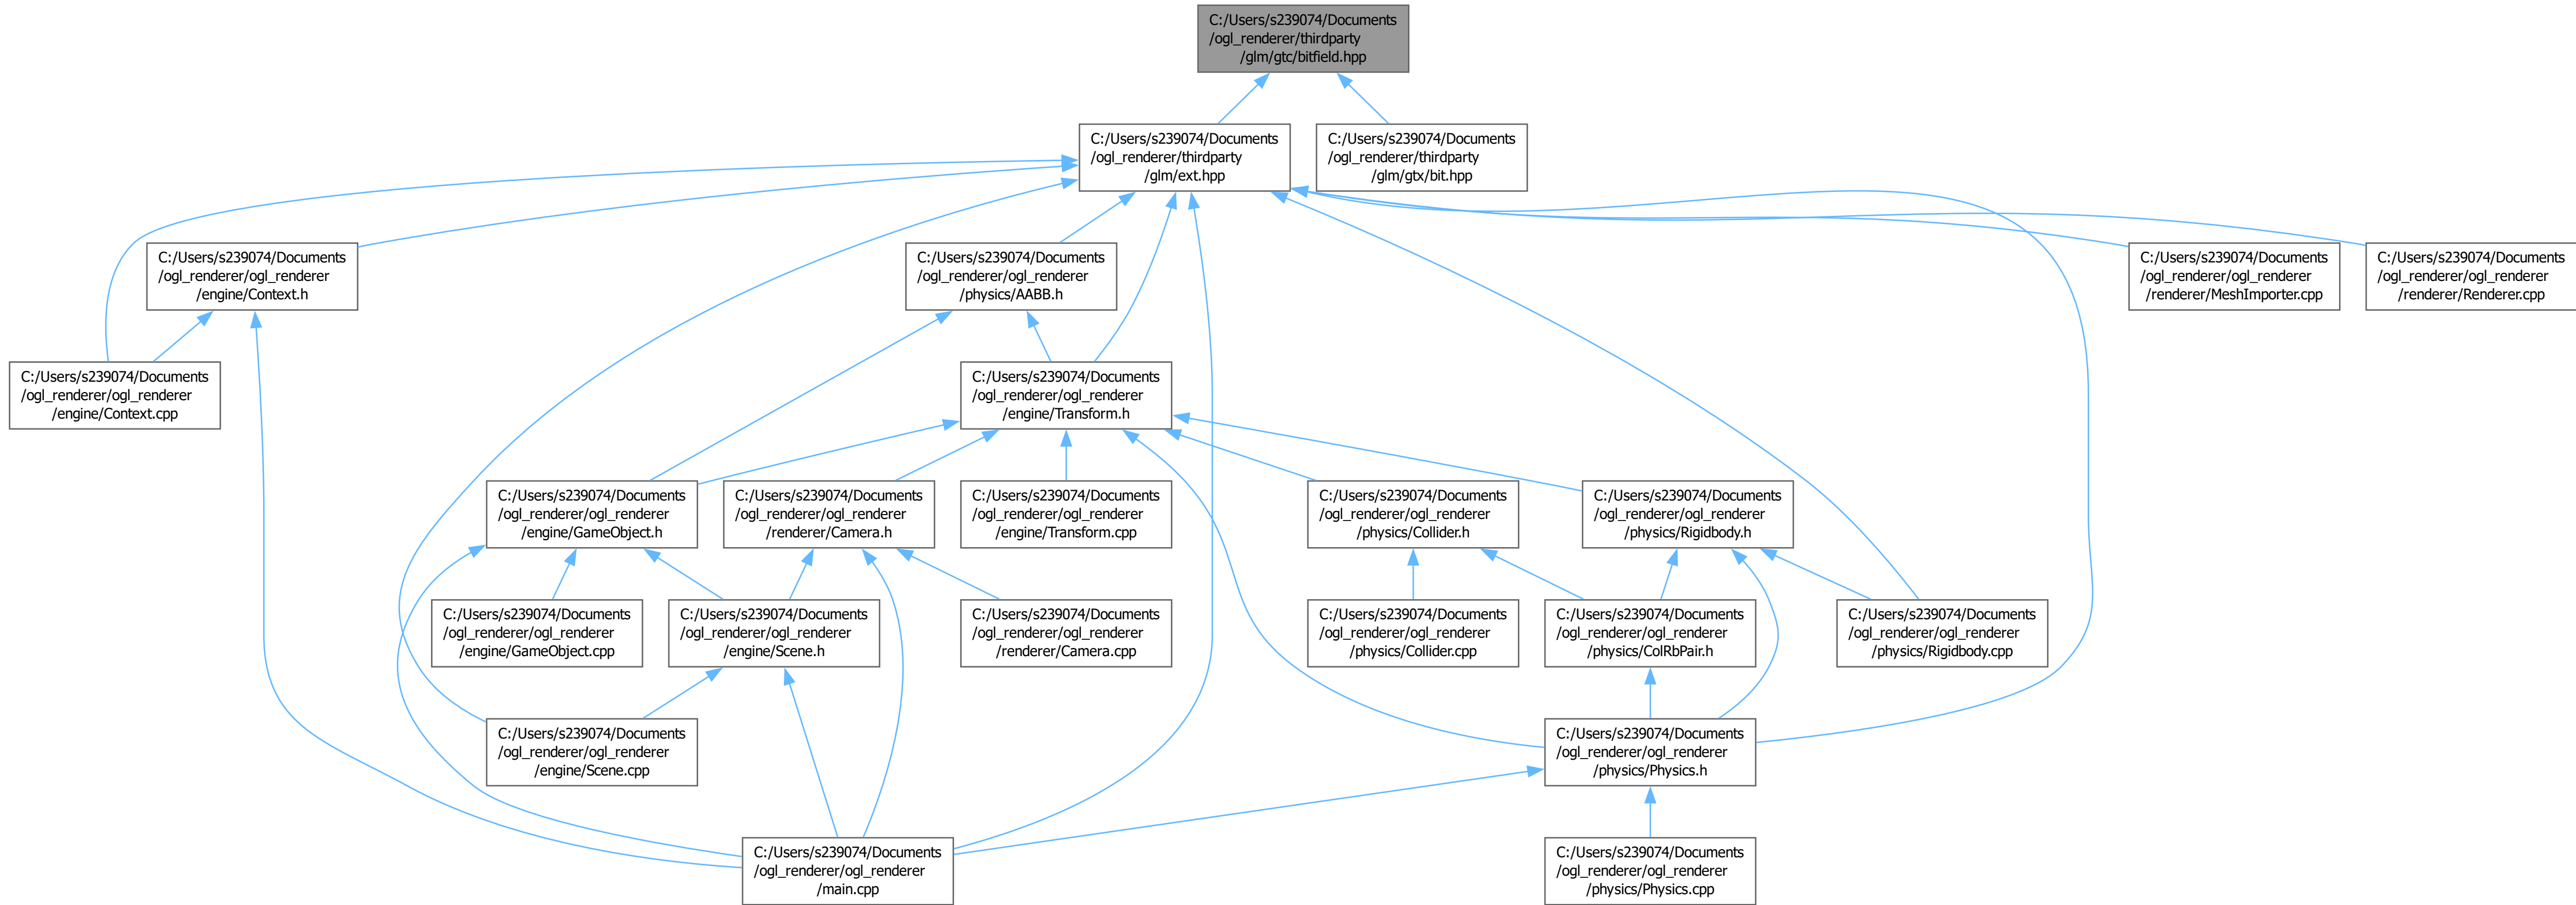 C:/Users/s239074/Documents
/ogl_renderer/thirdparty
/glm/gtc/bitfield.hpp
C:/Users/s239074/Documents
/ogl_renderer/thirdparty
/glm/ext.hpp
C:/Users/s239074/Documents
/ogl_renderer/thirdparty
/glm/gtx/bit.hpp
C:/Users/s239074/Documents
/ogl_renderer/ogl_renderer
/engine/Context.h
C:/Users/s239074/Documents
/ogl_renderer/ogl_renderer
/physics/AABB.h
C:/Users/s239074/Documents
/ogl_renderer/ogl_renderer
/renderer/MeshImporter.cpp
C:/Users/s239074/Documents
/ogl_renderer/ogl_renderer
/renderer/Renderer.cpp
C:/Users/s239074/Documents
/ogl_renderer/ogl_renderer
/engine/Context.cpp
C:/Users/s239074/Documents
/ogl_renderer/ogl_renderer
/engine/Transform.h
C:/Users/s239074/Documents
/ogl_renderer/ogl_renderer
/engine/GameObject.h
C:/Users/s239074/Documents
/ogl_renderer/ogl_renderer
/renderer/Camera.h
C:/Users/s239074/Documents
/ogl_renderer/ogl_renderer
/engine/Transform.cpp
C:/Users/s239074/Documents
/ogl_renderer/ogl_renderer
/physics/Collider.h
C:/Users/s239074/Documents
/ogl_renderer/ogl_renderer
/physics/Rigidbody.h
C:/Users/s239074/Documents
/ogl_renderer/ogl_renderer
/engine/GameObject.cpp
C:/Users/s239074/Documents
/ogl_renderer/ogl_renderer
/engine/Scene.h
C:/Users/s239074/Documents
/ogl_renderer/ogl_renderer
/renderer/Camera.cpp
C:/Users/s239074/Documents
/ogl_renderer/ogl_renderer
/physics/Collider.cpp
C:/Users/s239074/Documents
/ogl_renderer/ogl_renderer
/physics/ColRbPair.h
C:/Users/s239074/Documents
/ogl_renderer/ogl_renderer
/physics/Rigidbody.cpp
C:/Users/s239074/Documents
/ogl_renderer/ogl_renderer
/engine/Scene.cpp
C:/Users/s239074/Documents
/ogl_renderer/ogl_renderer
/physics/Physics.h
C:/Users/s239074/Documents
/ogl_renderer/ogl_renderer
/main.cpp
C:/Users/s239074/Documents
/ogl_renderer/ogl_renderer
/physics/Physics.cpp